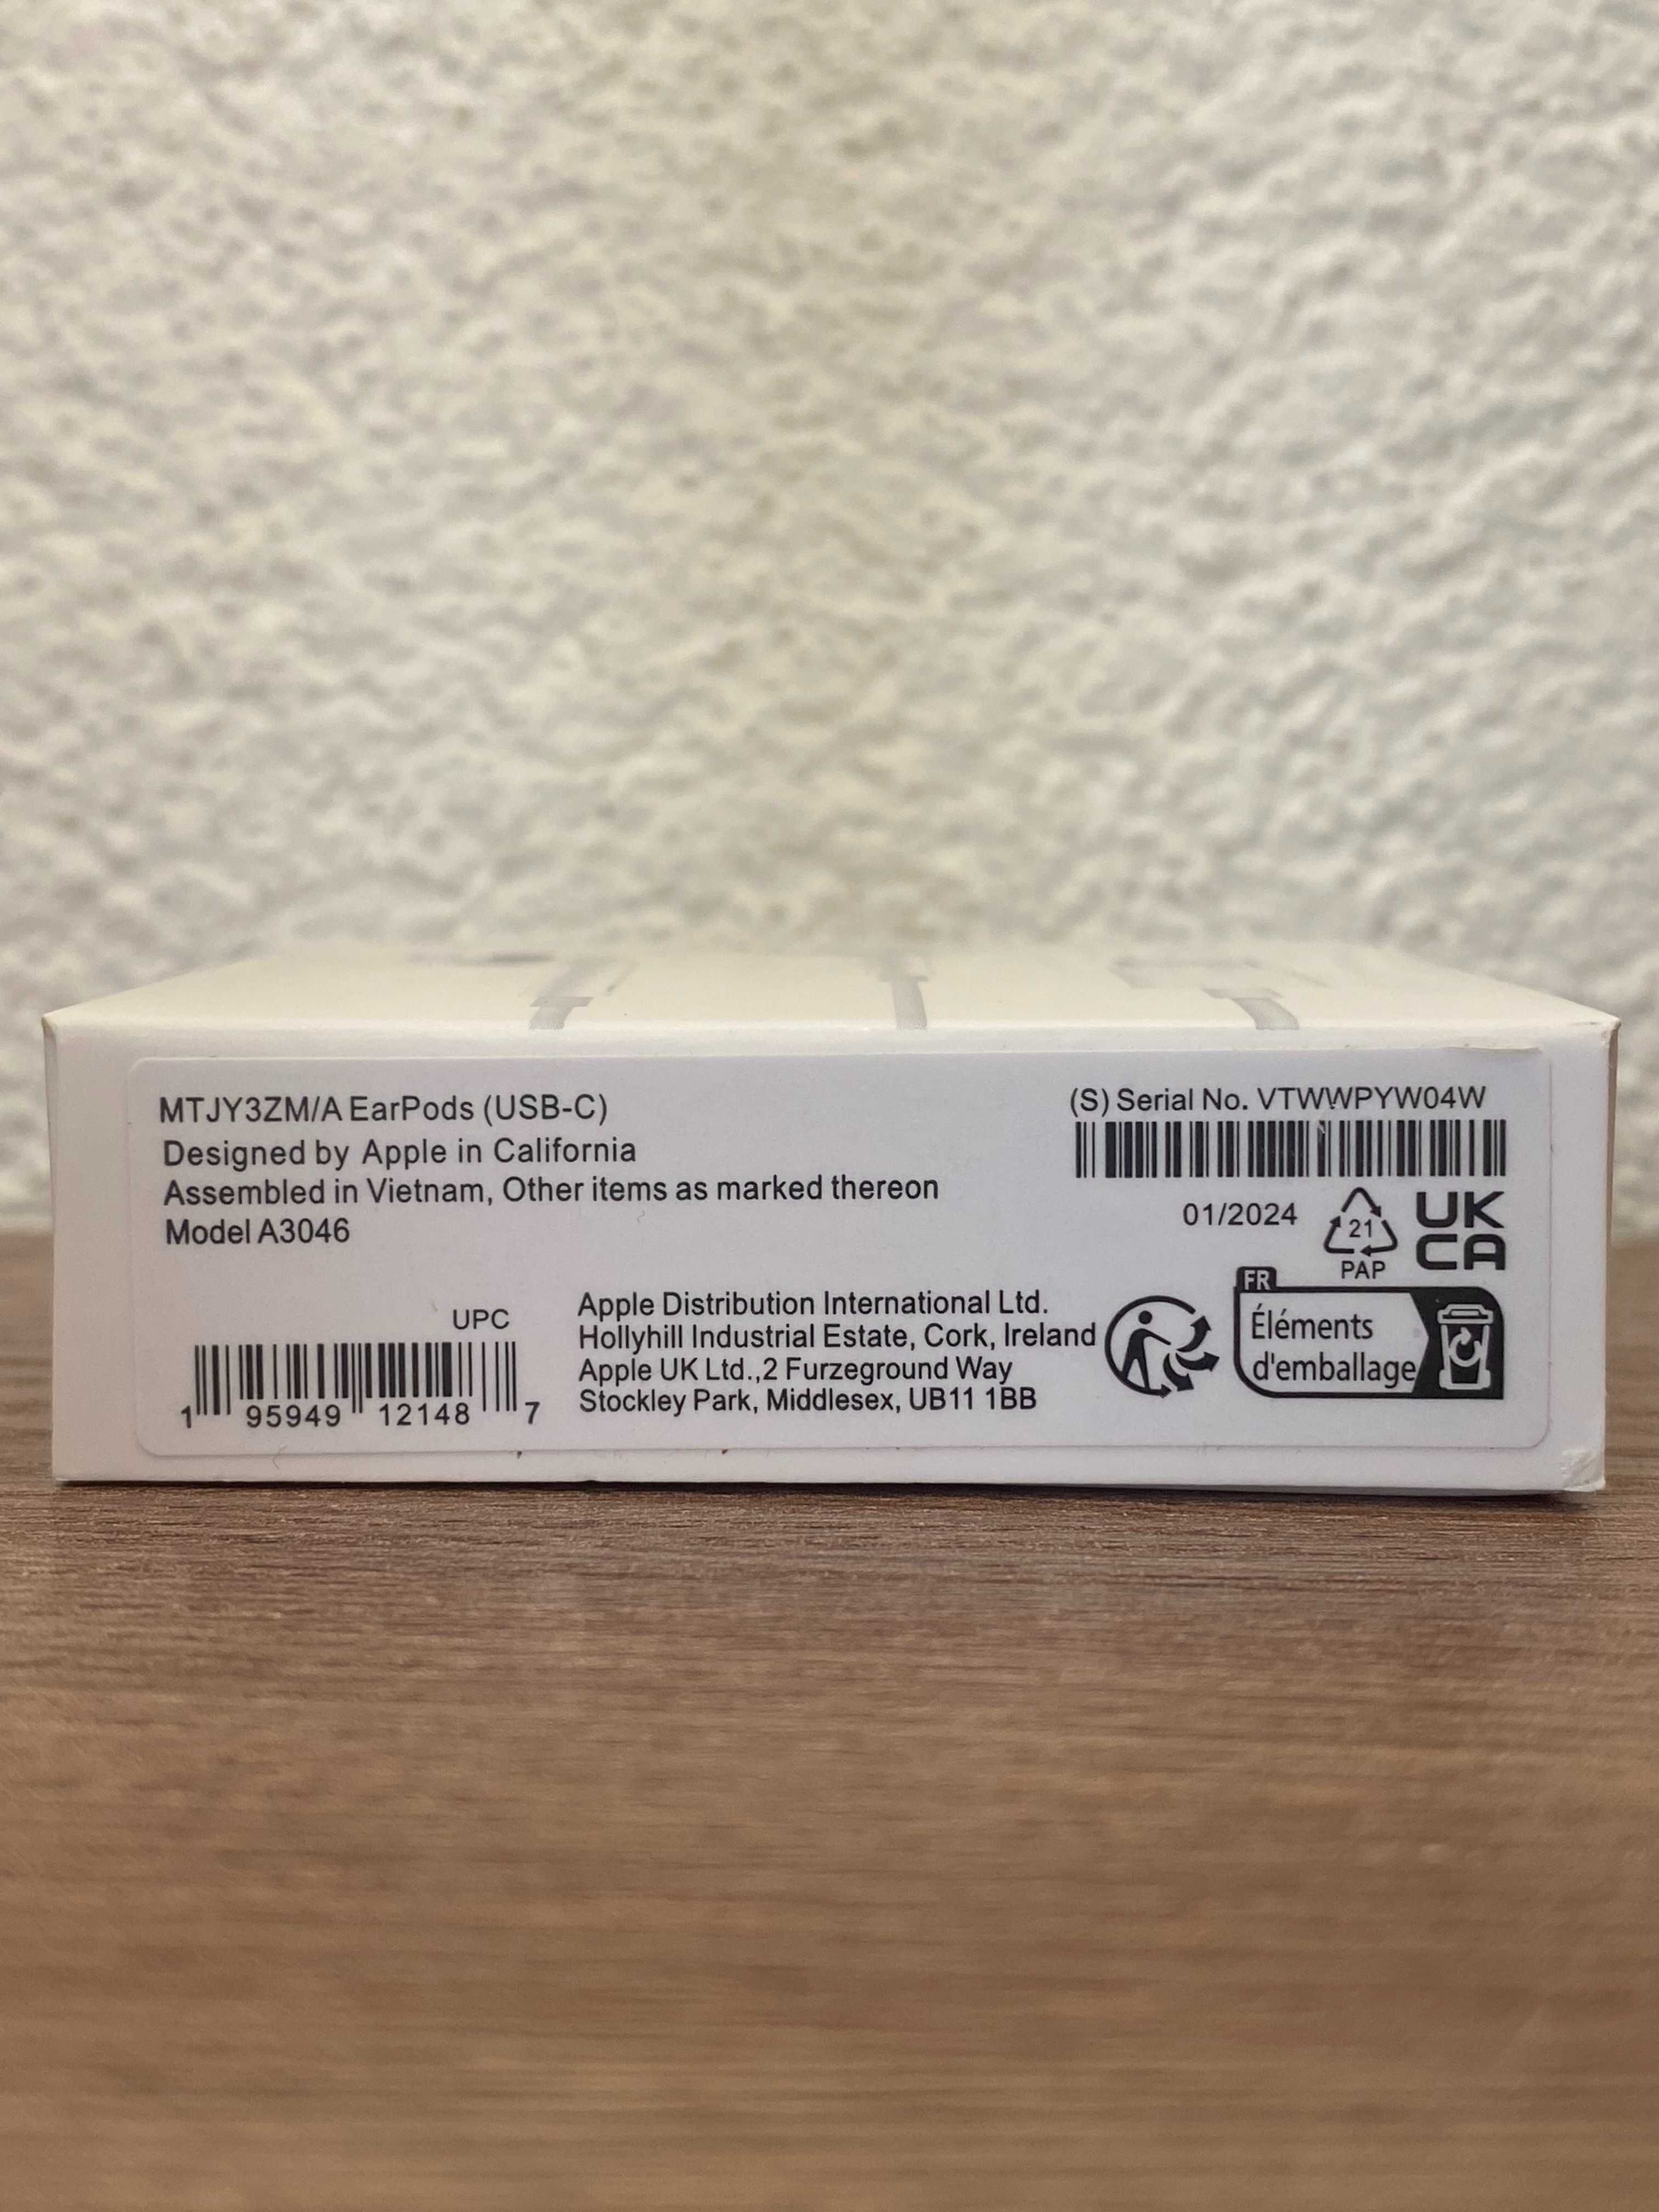 MTJY3ZM/A EarPods (USB-C)
Designed by Apple in California
Assembled in Vietnam, Other items as marked thereon
Model A3046
(S) Serial No. VTWWPYW04W
01/2024
21
PAP
UK
CA
UPC
1 95949 12148 7
Apple Distribution International Ltd.
Hollyhill Industrial Estate, Cork, Ireland
Apple UK Ltd.,2 Furzeground Way
Stockley Park, Middlesex, UB11 1BB
FR
Éléments
d'emballage